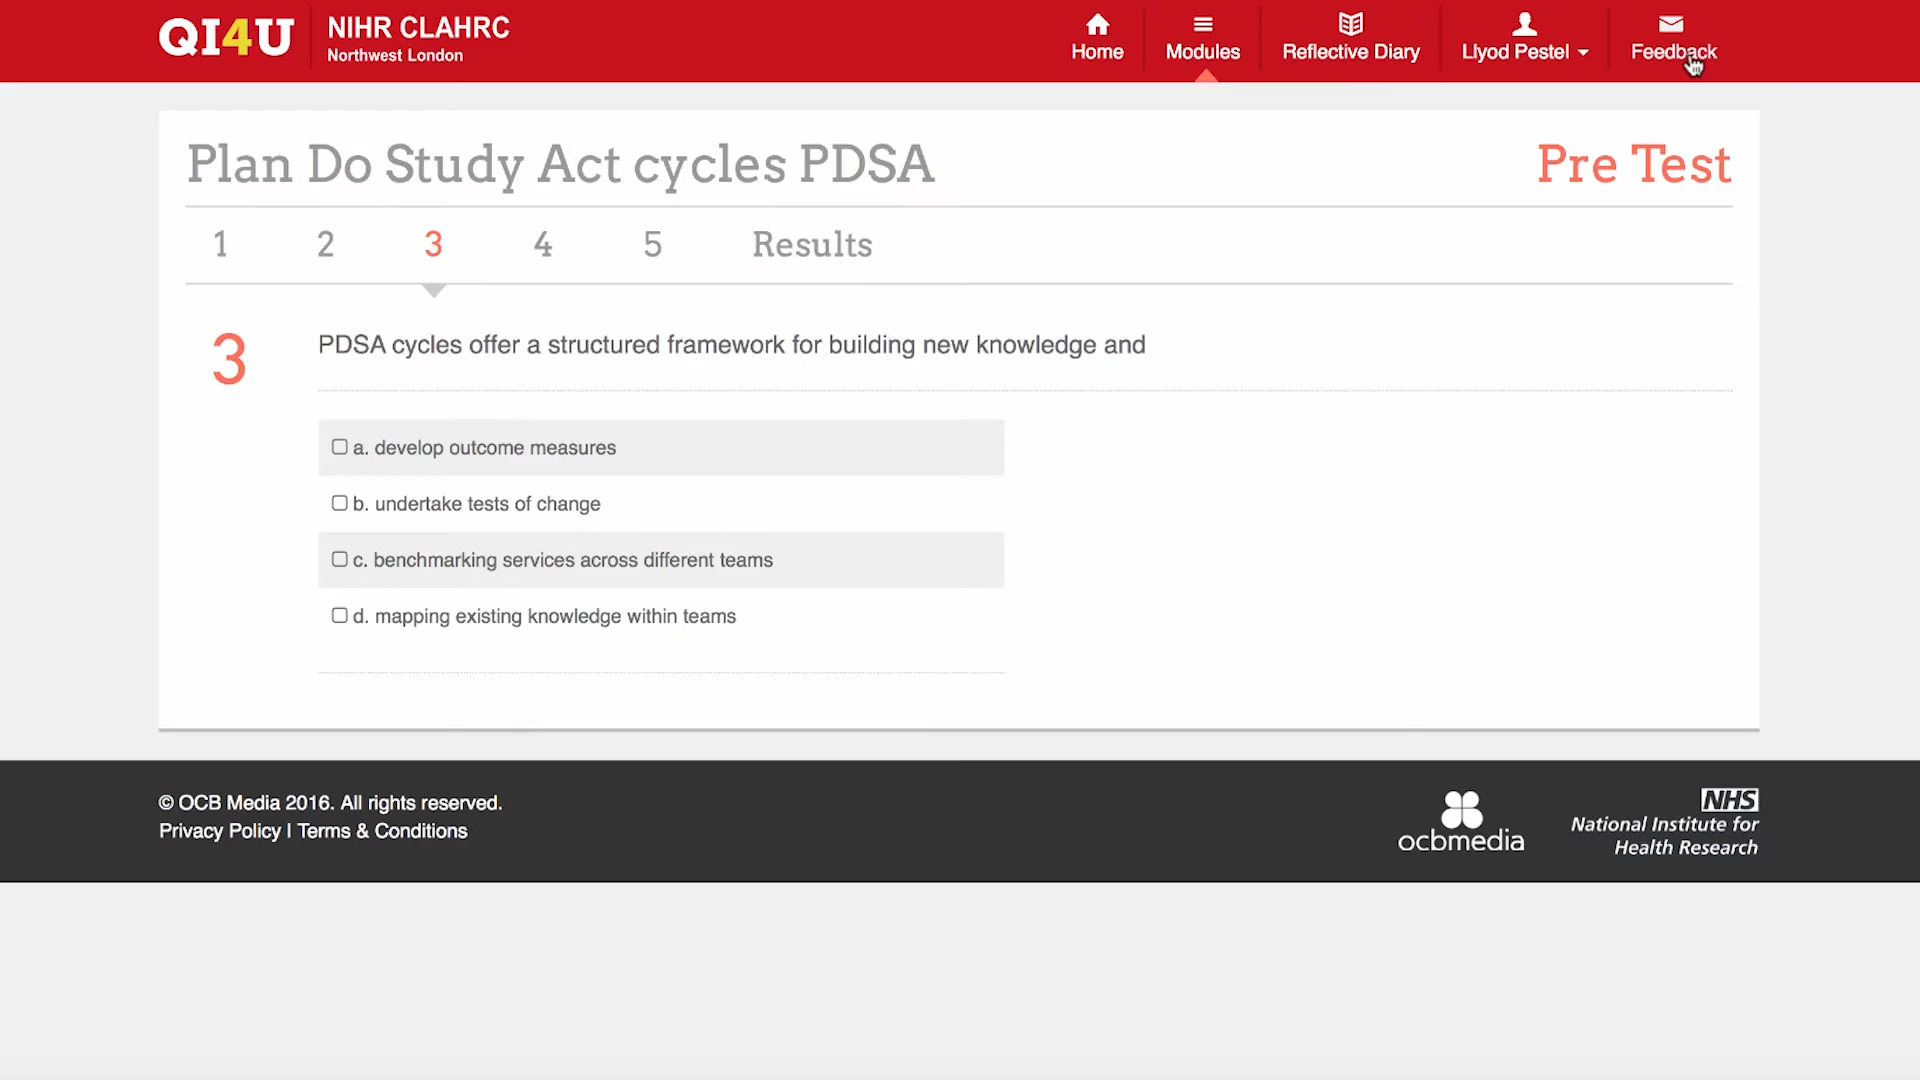 QI4U
NIHR CLAHRC
Northwest London
Home
Modules
Reflective Diary
Llyod Pestel
Feedback
Plan Do Study Act cycles PDSA
Pre Test
1 2 3 4 5 Results
3
PDSA cycles offer a structured framework for building new knowledge and
a. develop outcome measures
b. undertake tests of change
c. benchmarking services across different teams
d. mapping existing knowledge within teams
© OCB Media 2016. All rights reserved.
Privacy Policy I Terms & Conditions
ocbmedia
NHS
National Institute for
Health Research